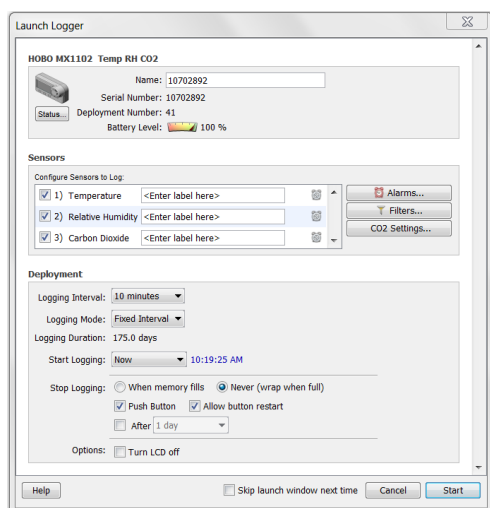 Launch Logger
HOBO MX1102 Temp RH CO2
Name: 10702892
Serial Number: 10702892
Status... Deployment Number: 41
Battery Level: 100 %
Sensors
Configure Sensors to Log:
1) Temperature <Enter label here> Alarms...
2) Relative Humidity <Enter label here> Filters...
3) Carbon Dioxide <Enter label here> CO2 Settings...
Deployment
Logging Interval: 10 minutes
Logging Mode: Fixed Interval
Logging Duration: 175.0 days
Start Logging: Now 10:19:25 AM
Stop Logging: When memory fills Never (wrap when full)
Push Button Allow button restart
After 1 day
Options: Turn LCD off
Help Skip launch window next time Cancel Start